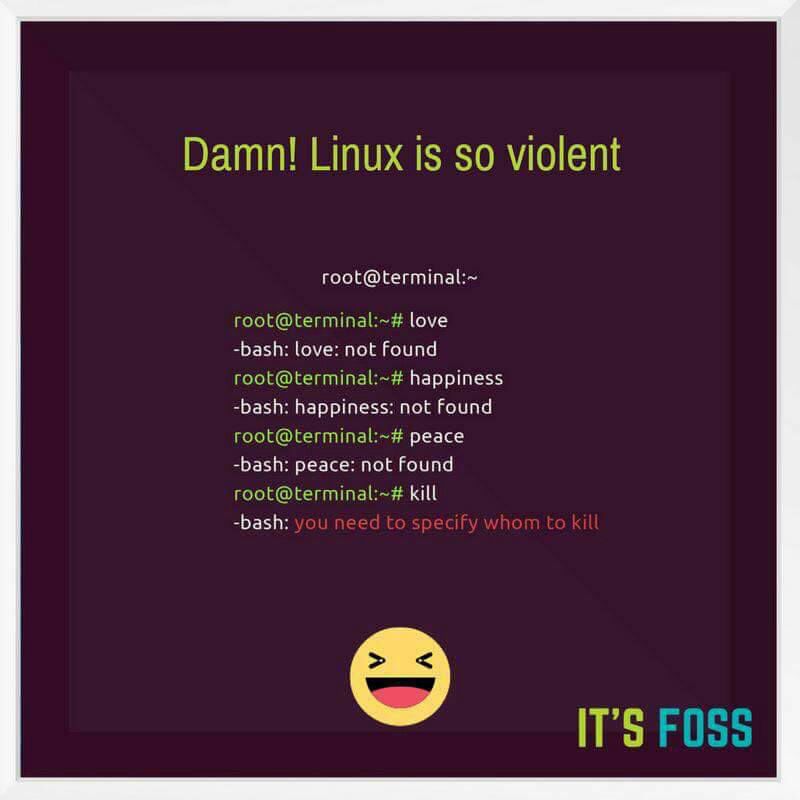 Damn! Linux is so violent
root@terminal:~
root@terminal:~# love
-bash: love: not found
root@terminal:~# happiness
-bash: happiness: not found
root@terminal:~# peace
-bash: peace: not found
root@terminal:~# kill
-bash: you need to specify whom to kill
IT'S FOSS